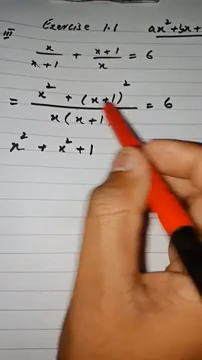 Exercise 1.1 ax² + bx +
III x/x+1 + x+1/x = 6
= x² + (x+1)² / x(x+1 = 6
x² + x² + 1